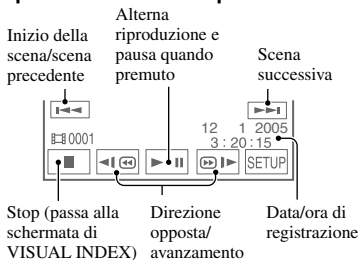 Alterna
riproduzione e
pausa quando
premuto
Inizio della
scena/scena
precedente
Scena
successiva
0001
12 1 2005
3:20:15
SETUP
Stop (passa alla
schermata di
VISUAL INDEX)
Direzione
opposta/
avanzamento
Data/ora di
registrazione